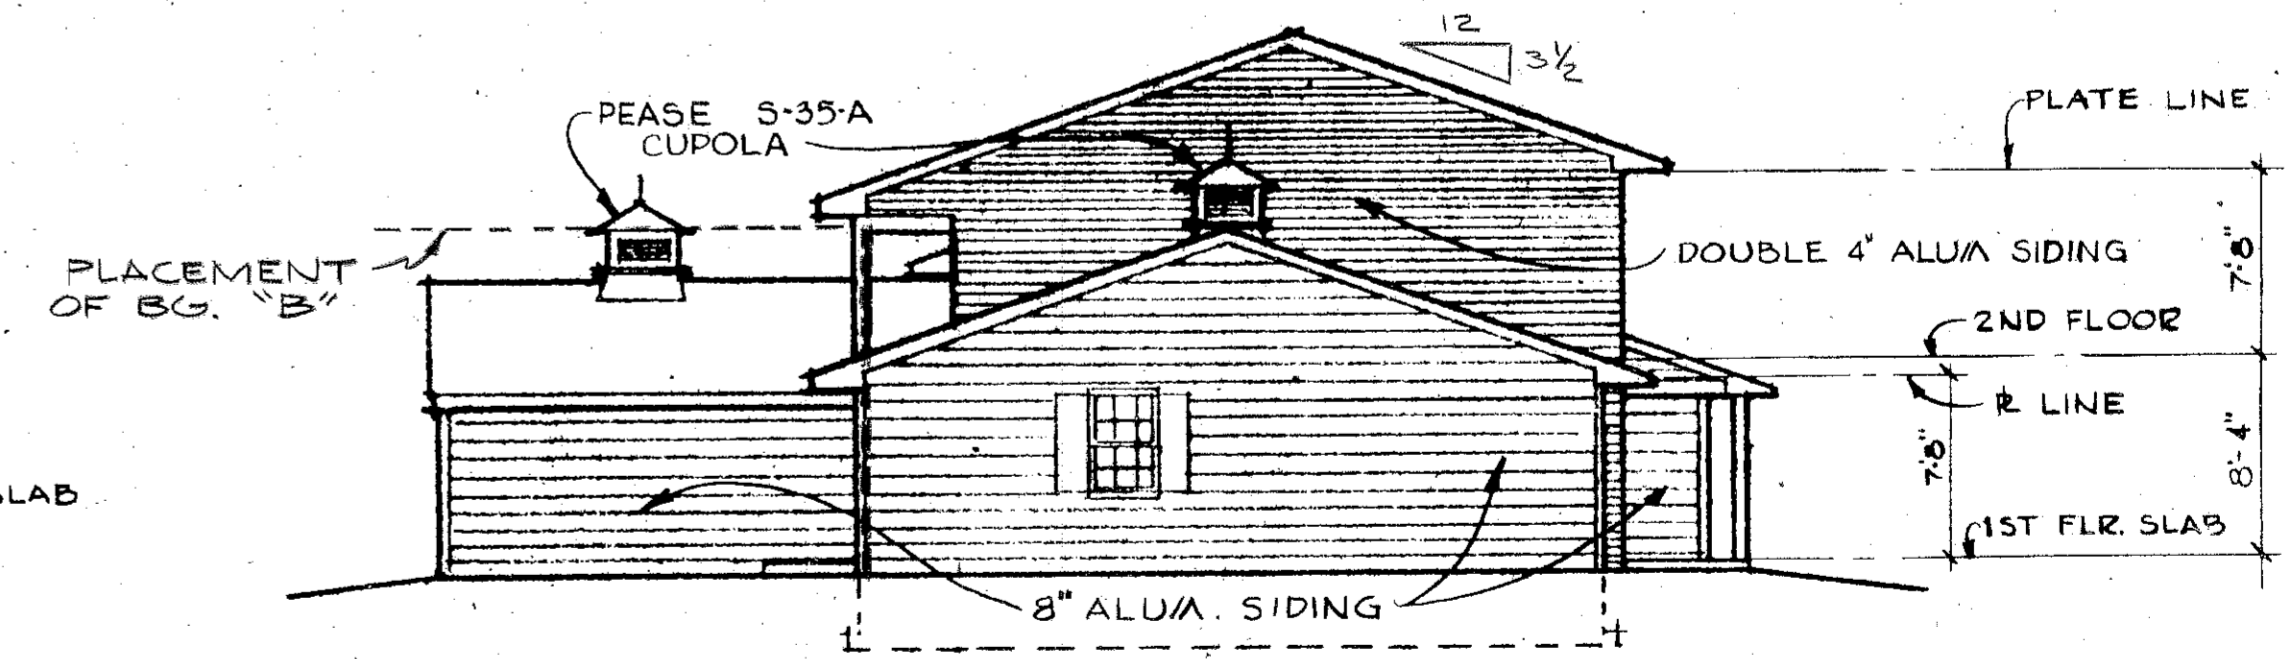 12
3½
PEASE S-35-A
CUPOLA
PLATE LINE
PLACEMENT
OF BG. "B"
DOUBLE 4" ALUM SIDING
7'8"
2ND FLOOR
PL LINE
7'8"
8'-4"
SLAB
1ST FLR. SLAB
8" ALUM. SIDING